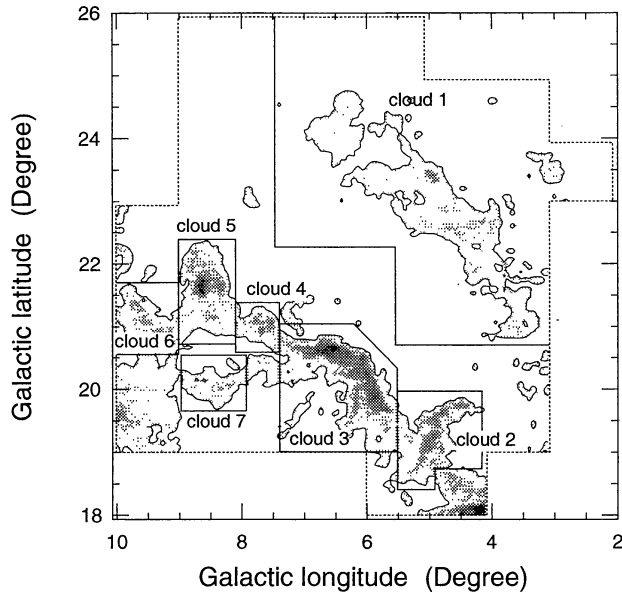 26
24
22
20
18
Galactic latitude (Degree)
cloud 1
cloud 5
cloud 4
cloud 6
cloud 7
cloud 3
cloud 2
10
8
6
4
2
Galactic longitude (Degree)